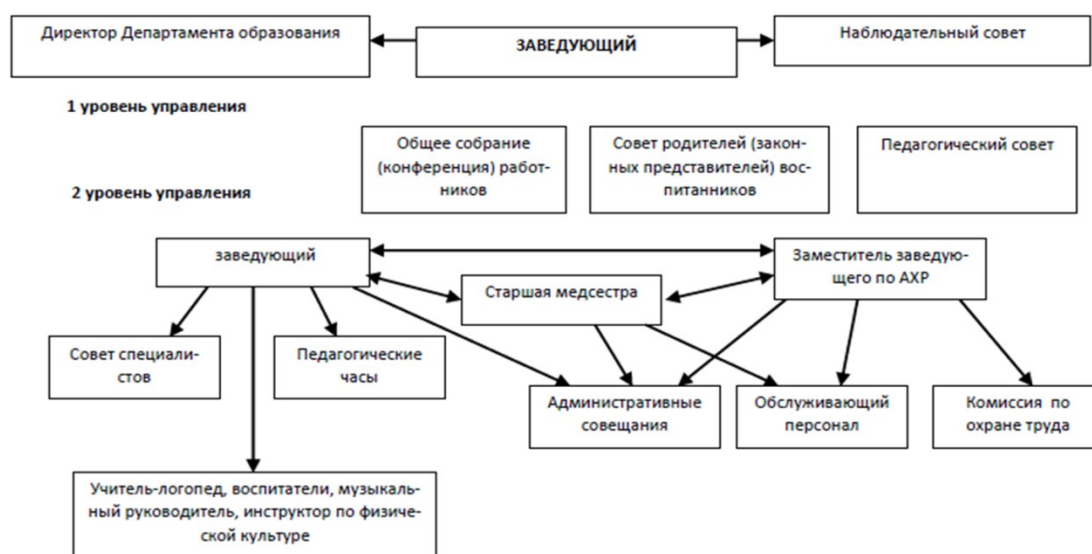 Директор Департамента образования
ЗАВЕДУЮЩИЙ
Наблюдательный совет
1 уровень управления
Общее собрание
(конференция) работ-
ников
Совет родителей (закон-
ных представителей) вос-
питанников
Педагогический совет
2 уровень управления
заведующий
Заместитель заведую-
щего по АХР
Старшая медсестра
Совет специали-
стов
Педагогические
часы
Административные
совещания
Обслуживающий
персонал
Комиссия по
охране труда
Учитель-логопед, воспитатели, музыкаль-
ный руководитель, инструктор по физиче-
ской культуре